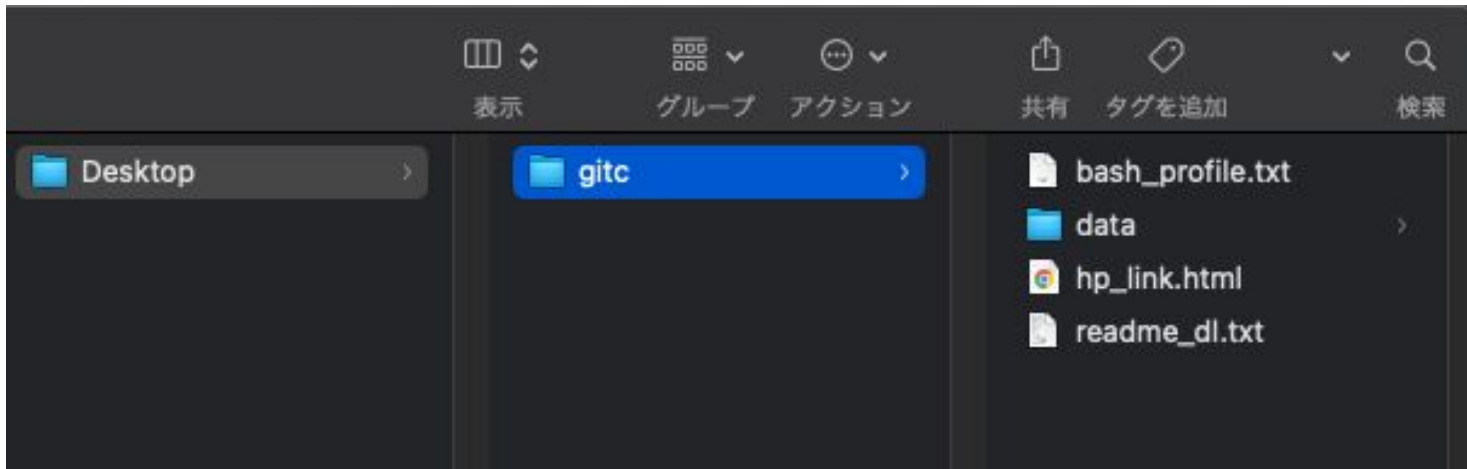 表示 グループ アクション 共有 タグを追加 検索
Desktop gitc bash_profile.txt
data
hp_link.html
readme_dl.txt